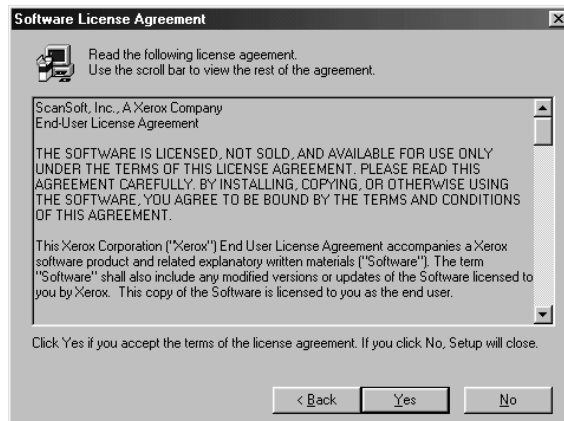 Software License Agreement
Read the following license ageement.
Use the scroll bar to view the rest of the agreement.
ScanSoft, Inc., A Xerox Company
End-User License Agreement
THE SOFTWARE IS LICENSED, NOT SOLD, AND AVAILABLE FOR USE ONLY
UNDER THE TERMS OF THIS LICENSE AGREEMENT. PLEASE READ THIS
AGREEMENT CAREFULLY. BY INSTALLING, COPYING, OR OTHERWISE USING
THE SOFTWARE, YOU AGREE TO BE BOUND BY THE TERMS AND CONDITIONS
OF THIS AGREEMENT.
This Xerox Corporation ("Xerox") End User License Agreement accompanies a Xerox
software product and related explanatory written materials ("Software"). The term
"Software" shall also include any modified versions or updates of the Software licensed to
you by Xerox. This copy of the Software is licensed to you as the end user.
Click Yes if you accept the terms of the license agreement. If you click No, Setup will close.
< Back Yes No